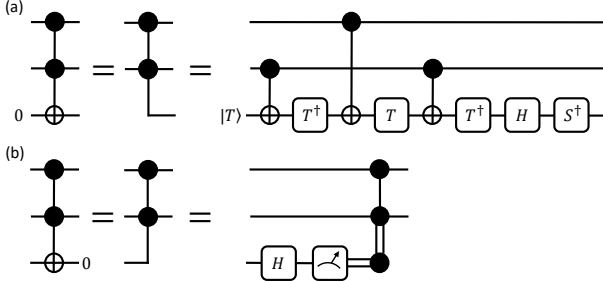 (a)
= =
0 |T⟩ T† T T† H S†
(b)
= =
0 H